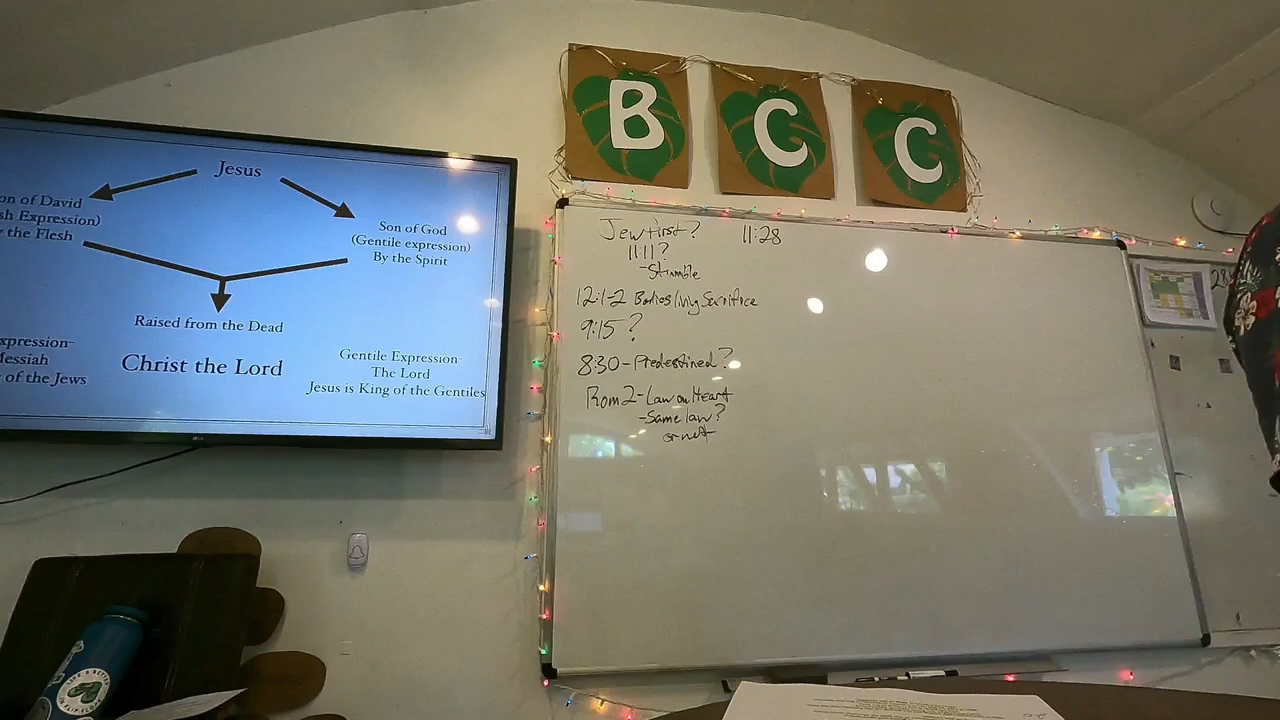 Jesus
on of David
sh Expression)
the Flesh
Son of God
(Gentile expression)
By the Spirit
Raised from the Dead
xpression-
Messiah
of the Jews
Christ the Lord
Gentile Expression-
The Lord
Jesus is King of the Gentiles
LG
B C C
Jew first? 11:28
11:11?
-Stumble
12:1-2 Bodies living Sacrifice
9:15?
8:30-Predestined?
Rom 2-Law on Heart
-Same law?
or not